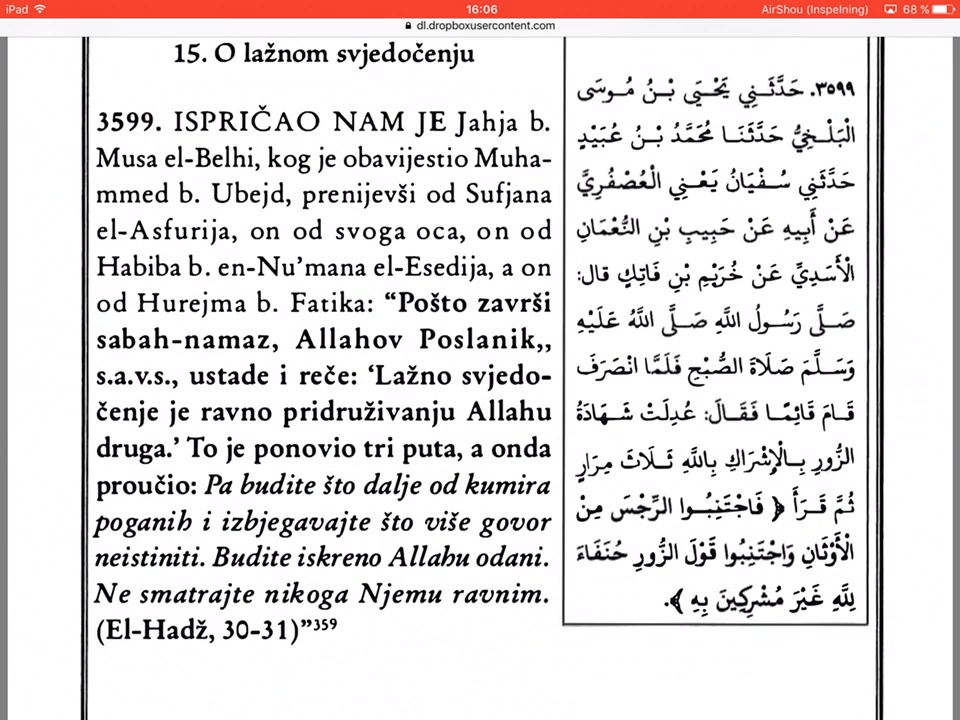 iPad 16:06 AirShou (Inspelning) 68 %
dl.dropboxusercontent.com
15. O lažnom svjedočenju
3599. ISPRIČAO NAM JE Jahja b.
Musa el-Belhi, kog je obavijestio Muha-
mmed b. Ubejd, prenijevši od Sufjana
el-Asfurija, on od svoga oca, on od
Habiba b. en-Nu’mana el-Esedija, a on
od Hurejma b. Fatika: “Pošto završi
sabah-namaz, Allahov Poslanik,,
s.a.v.s., ustade i reče: ‘Lažno svjedo-
čenje je ravno pridruživanju Allahu
druga.’ To je ponovio tri puta, a onda
proučio: Pa budite što dalje od kumira
poganih i izbjegavajte što više govor
neistiniti. Budite iskreno Allahu odani.
Ne smatrajte nikoga Njemu ravnim.
(El-Hadž, 30-31)”359
٣٥٩٩. حَدَّثَنِي يَحْيَى بْنُ مُوسَى
الْبَلْخِيُّ حَدَّثَنَا مُحَمَّدُ بْنُ عُبَيْدٍ
حَدَّثَنِي سُفْيَانُ يَعْنِي الْعُصْفُرِيَّ
عَنْ أَبِيهِ عَنْ حَبِيبِ بْنِ النُّعْمَانِ
الْأَسَدِيِّ عَنْ خُرَيْمِ بْنِ فَاتِكٍ قال:
صَلَّى رَسُولُ اللَّهِ صَلَّى اللَّهُ عَلَيْهِ
وَسَلَّمَ صَلَاةَ الصُّبْحِ فَلَمَّا انْصَرَفَ
قَامَ قَائِمًا فَقَالَ: عُدِلَتْ شَهَادَةُ
الزُّورِ بِالْإِشْرَاكِ بِاللَّهِ ثَلَاثَ مِرَارٍ
ثُمَّ قَرَأَ ﴿ فَاجْتَنِبُوا الرِّجْسَ مِنْ
الْأَوْثَانِ وَاجْتَنِبُوا قَوْلَ الزُّورِ حُنَفَاءَ
لِلَّهِ غَيْرَ مُشْرِكِينَ بِهِ ﴾.